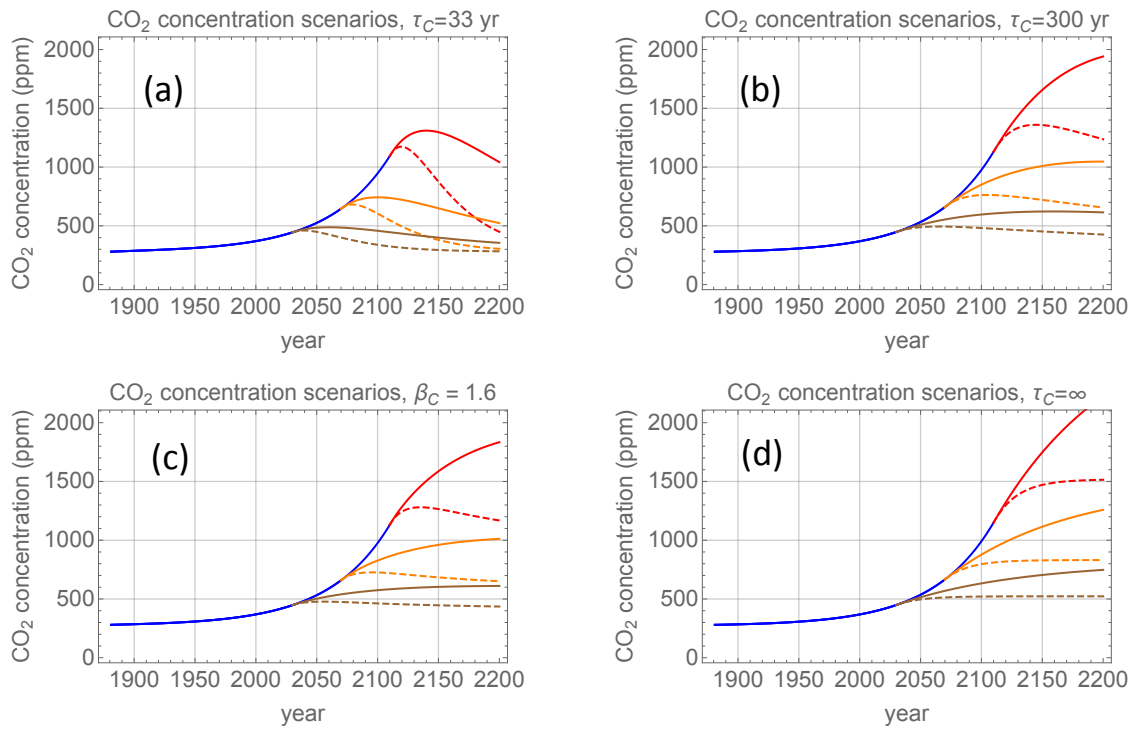 CO₂ concentration scenarios, τ_C=33 yr
CO₂ concentration (ppm)
2000
1500
1000
500
0
(a)
1900 1950 2000 2050 2100 2150 2200
year
CO₂ concentration scenarios, τ_C=300 yr
CO₂ concentration (ppm)
2000
1500
1000
500
0
(b)
1900 1950 2000 2050 2100 2150 2200
year
CO₂ concentration scenarios, β_C = 1.6
CO₂ concentration (ppm)
2000
1500
1000
500
0
(c)
1900 1950 2000 2050 2100 2150 2200
year
CO₂ concentration scenarios, τ_C=∞
CO₂ concentration (ppm)
2000
1500
1000
500
0
(d)
1900 1950 2000 2050 2100 2150 2200
year